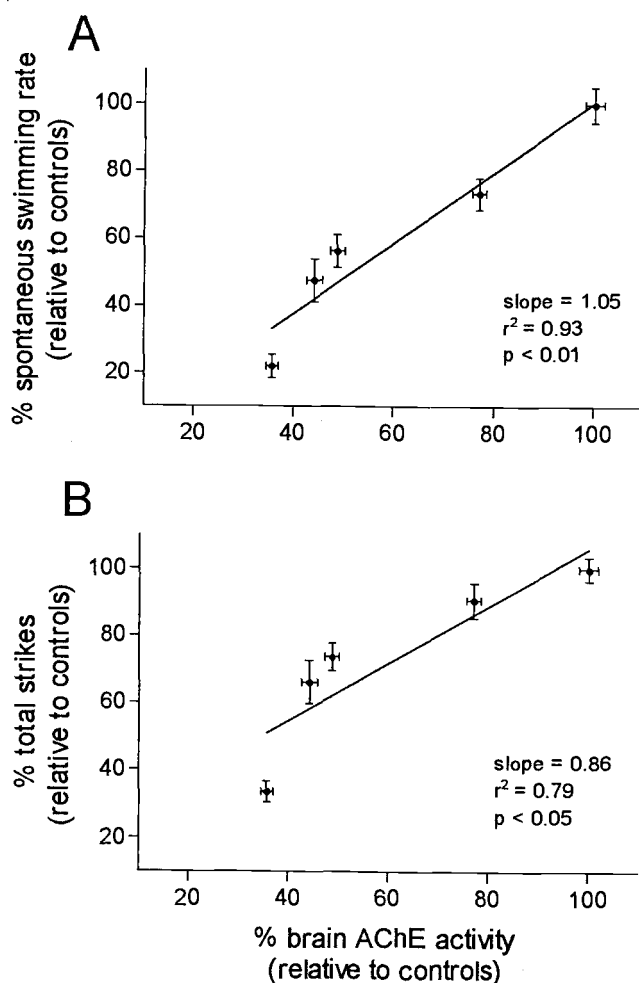 A
% spontaneous swimming rate
(relative to controls)
100
80
60
40
20
slope = 1.05
r² = 0.93
p < 0.01
20 40 60 80 100
B
% total strikes
(relative to controls)
100
80
60
40
20
slope = 0.86
r² = 0.79
p < 0.05
20 40 60 80 100
% brain AChE activity
(relative to controls)